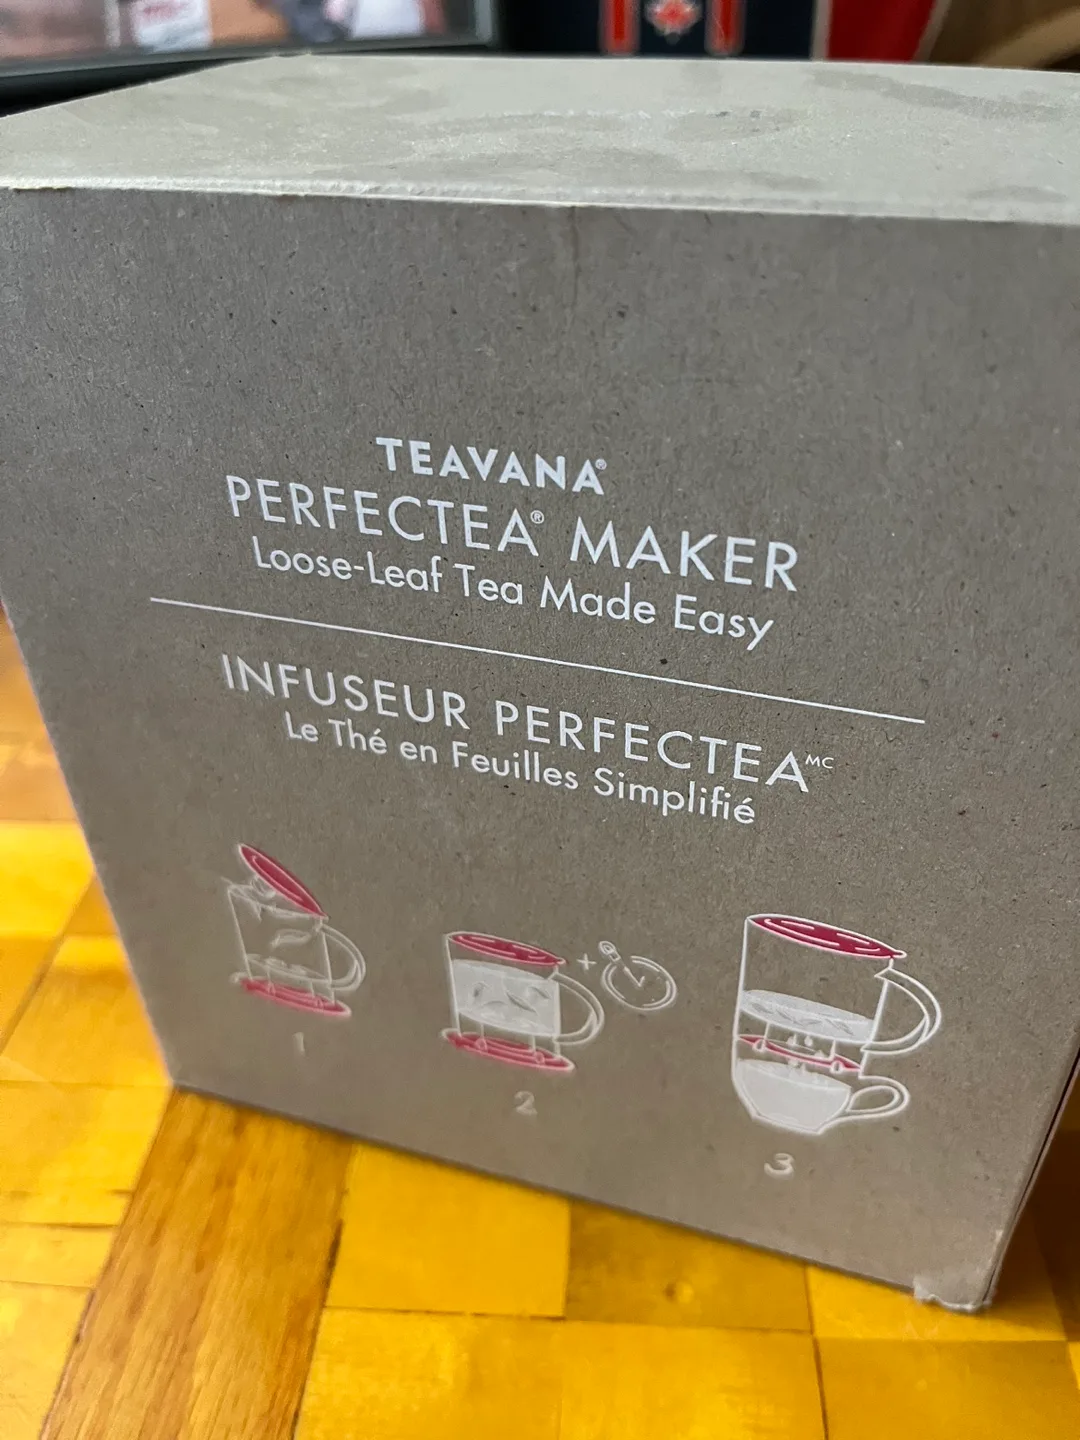 TEAVANA®
PERFECTEA® MAKER
Loose-Leaf Tea Made Easy
INFUSEUR PERFECTEAᴹᶜ
Le Thé en Feuilles Simplifié
+
1
2
3